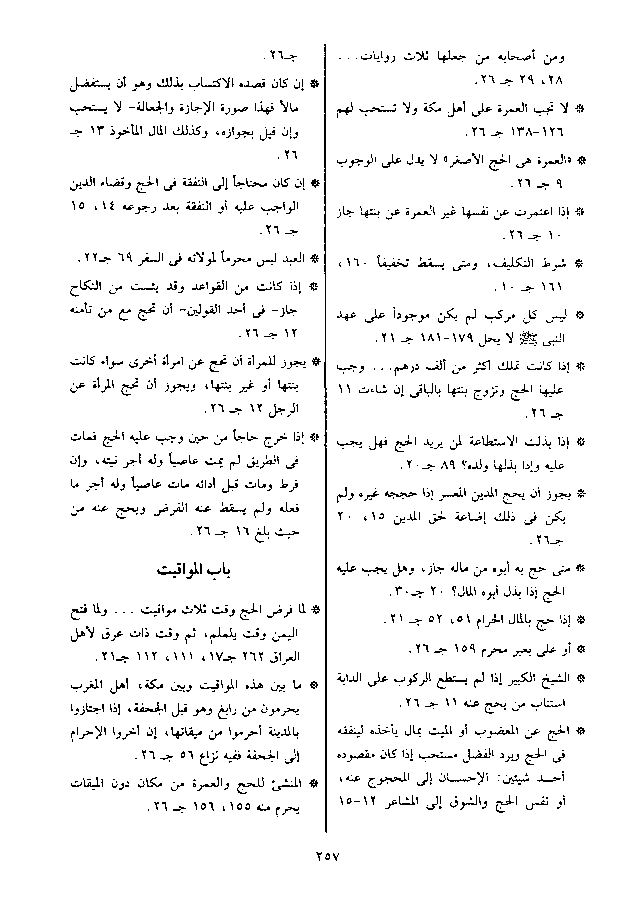 ومن أصحابه من جعلها ثلاث روايات...
٢٨، ٢٩ جـ ٢٦.
* لا تجب العمرة على أهل مكة ولا تستحب لهم
١٢٦-١٣٨ جـ ٢٦.
* «العمرة هى الحج الأصغر» لا يدل على الوجوب
٩ جـ ٢٦.
* إذا اعتمرت عن نفسها غير العمرة عن بنتها جاز
١٠ جـ ٢٦.
* شرط التكليف، ومتى يسقط تخفيفاً ١٦٠،
١٦١ جـ ١٠.
* ليس كل مركب لم يكن موجوداً على عهد
النبى ﷺ لا يحل ١٧٩-١٨١ جـ ٢١.
* إذا كانت تملك أكثر من ألف درهم... وجب
عليها الحج وتزوج بنتها بالباقى إن شاءت ١١
جـ ٢٦.
* إذا بذلت الاستطاعة لمن يريد الحج فهل يجب
عليه وإذا بذلها ولده؟ ٨٩ جـ ٢٠.
* يجوز أن يحج المدين المعسر إذا حججه غيره ولم
يكن فى ذلك إضاعة لحق المدين ١٥، ٢٠
جـ ٢٦.
* متى حج به أبوه من ماله جاز، وهل يجب عليه
الحج إذا بذل أبوه المال؟ ٢٠ جـ ٣٠.
* إذا حج بالمال الحرام ٥١، ٥٢ جـ ٢١.
* أو على بعير محرم ١٥٩ جـ ٢٦.
* الشيخ الكبير إذا لم يستطع الركوب على الدابة
استناب من يحج عنه ١١ جـ ٢٦.
* الحج عن المعضوب أو الميت بمال يأخذه لينفقه
فى الحج ويرد الفضل مستحب إذا كان مقصوده
أحد شيئين: الإحسان إلى المحجوج عنه،
أو نفس الحج والشوق إلى المشاعر ١٢-١٥
جـ ٢٦.
* إن كان قصده الاكتساب بذلك وهو أن يستفضل
مالاً فهذا صورة الإجازة والجعالة- لا يستحب
وإن قيل بجوازه، وكذلك المال المأخوذ ١٣ جـ
٢٦.
* إن كان محتاجاً إلى النفقة فى الحج وقضاء الدين
الواجب عليه أو النفقة بعد رجوعه ١٤، ١٥
جـ ٢٦.
* العبد ليس محرماً لمولاته فى السفر ٦٩ جـ ٢٢.
* إذا كانت من القواعد وقد يئست من النكاح
جاز- فى أحد القولين- أن تحج مع من تأمنه
١٢ جـ ٢٦.
* يجوز للمرأة أن تحج عن امرأة أخرى سواء كانت
بنتها أو غير بنتها، ويجوز أن تحج المرأة عن
الرجل ١٢ جـ ٢٦.
* إذا خرج حاجاً من حين وجب عليه الحج فمات
فى الطريق لم يمت عاصياً وله أجر نيته، وإن
فرط ومات قبل أدائه مات عاصياً وله أجر ما
فعله ولم يسقط عنه الفرض ويحج عنه من
حيث بلغ ١٦ جـ ٢٦.
باب المواقيت
* لما فرض الحج وقت ثلاث مواقيت ... ولما فتح
اليمن وقت يلملم، ثم وقت ذات عرق لأهل
العراق ٢٦٢ جـ ١٧، ١١١، ١١٢ جـ ٢١.
* ما بين هذه المواقيت وبين مكة، أهل المغرب
يحرمون من رابغ وهو قبل الجحفة، إذا اجتازوا
بالمدينة أحرموا من ميقاتها، إن أخروا الإحرام
إلى الجحفة ففيه نزاع ٥٦ جـ ٢٦.
* المنشئ للحج والعمرة من مكان دون الميقات
يحرم منه ١٥٥، ١٥٦ جـ ٢٦.
٢٥٧